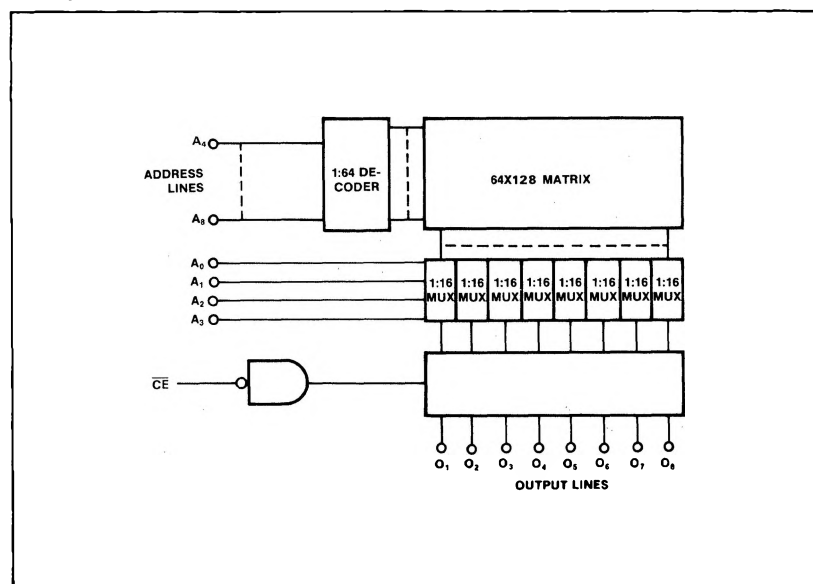 A₄
ADDRESS
LINES
A₈
1:64 DE-
CODER
64X128 MATRIX
A₀
A₁
A₂
A₃
1:16 MUX
1:16 MUX
1:16 MUX
1:16 MUX
1:16 MUX
1:16 MUX
1:16 MUX
1:16 MUX
CE
O₁ O₂ O₃ O₄ O₅ O₆ O₇ O₈
OUTPUT LINES